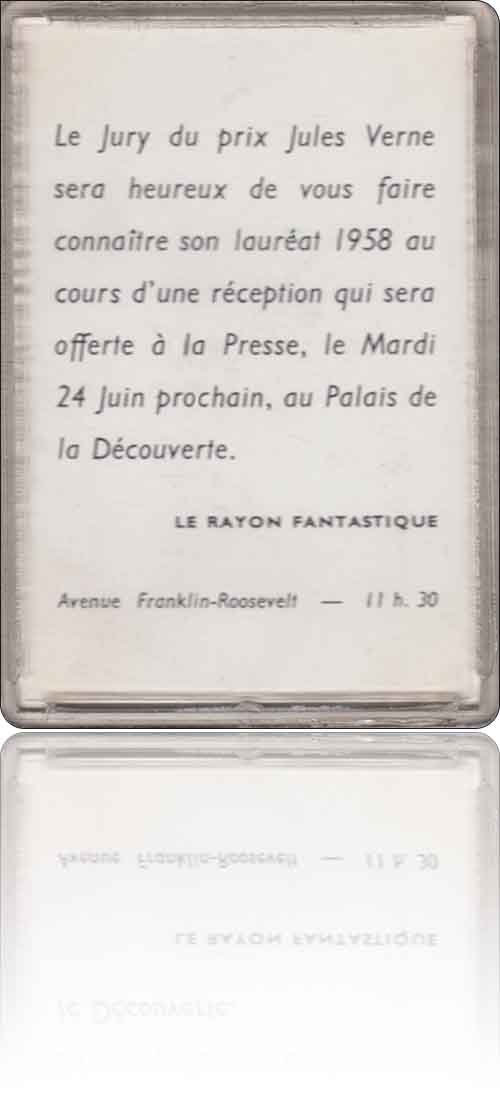 Le Jury du prix Jules Verne
sera heureux de vous faire
connaître son lauréat 1958 au
cours d'une réception qui sera
offerte à la Presse, le Mardi
24 Juin prochain, au Palais de
la Découverte.
LE RAYON FANTASTIQUE
Avenue Franklin-Roosevelt — 11 h. 30